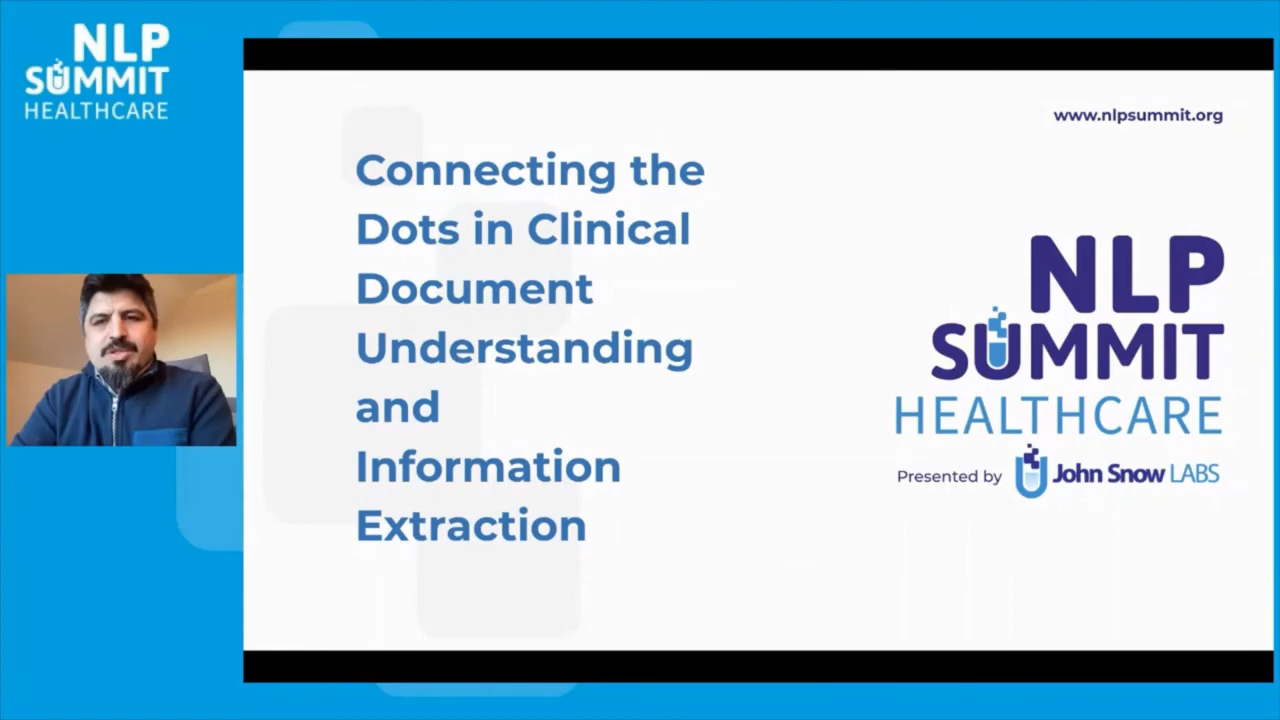 NLP
SUMMIT
HEALTHCARE
www.nlpsummit.org
Connecting the
Dots in Clinical
Document
Understanding
and
Information
Extraction
NLP
SUMMIT
HEALTHCARE
Presented by John Snow LABS